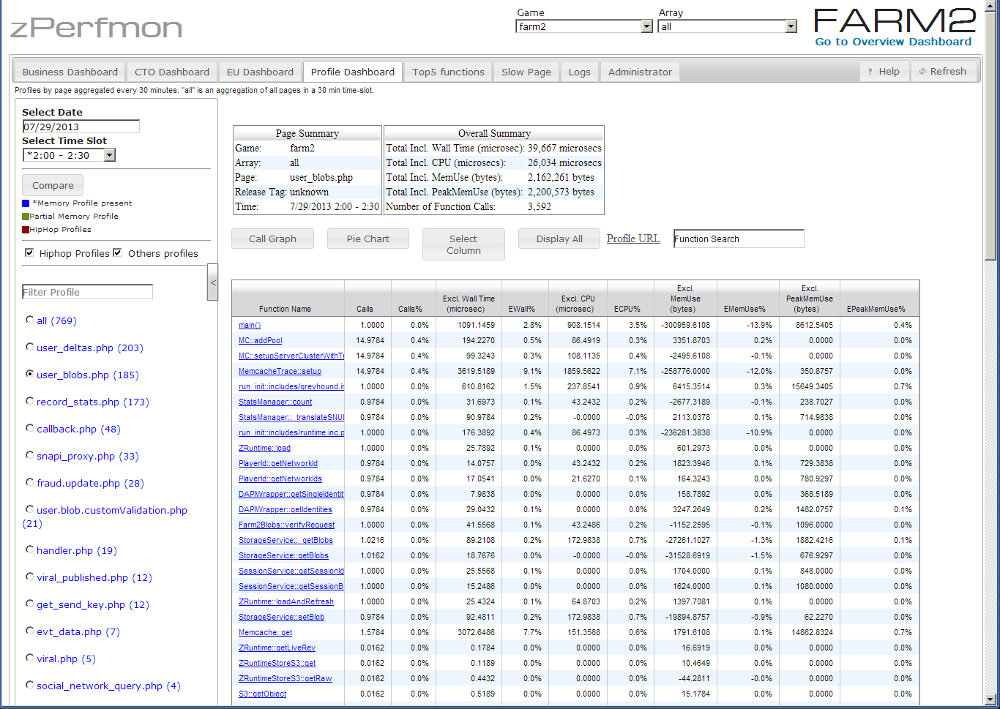 zPerfmon
Game
farm2
Array
all
FARM2
Go to Overview Dashboard
Business Dashboard CTO Dashboard EU Dashboard Profile Dashboard Top5 functions Slow Page Logs Administrator ? Help Refresh
Profiles by page aggregated every 30 minutes. "all" is an aggregation of all pages in a 30 min time-slot.
Select Date
07/29/2013
Select Time Slot
*2:00 - 2:30
Compare
*Memory Profile present
Partial Memory Profile
HipHop Profiles
Hiphop Profiles Others profiles
Filter Profile
all (769)
user_deltas.php (203)
user_blobs.php (185)
record_stats.php (173)
callback.php (48)
snapi_proxy.php (33)
fraud.update.php (28)
user.blob.customValidation.php
(21)
handler.php (19)
viral_published.php (12)
get_send_key.php (12)
evt_data.php (7)
viral.php (5)
social_network_query.php (4)
<
Page Summary
Game: farm2
Array: all
Page: user_blobs.php
Release Tag: unknown
Time: 7/29/2013 2:00 - 2:30
Overall Summary
Total Incl. Wall Time (microsec): 39,667 microsecs
Total Incl. CPU (microsecs): 26,034 microsecs
Total Incl. MemUse (bytes): 2,162,261 bytes
Total Incl. PeakMemUse (bytes): 2,200,573 bytes
Number of Function Calls: 3,592
Call Graph Pie Chart Select Column Display All Profile URL Function Search
Function Name Calls Calls% Excl. Wall Time (microsec) EWall% Excl. CPU (microsec) ECPU% Excl. MemUse (bytes) EMemUse% Excl. PeakMemUse (bytes) EPeakMemUse%
main() 1.0000 0.0% 1091.1459 2.8% 908.1514 3.5% -300959.6108 -13.9% 8612.5405 0.4%
MC::addPool 14.9784 0.4% 194.2270 0.5% 86.4919 0.3% 3351.8703 0.2% 0.0000 0.0%
MC::setupServerClusterWithTi 14.9784 0.4% 99.3243 0.3% 108.1135 0.4% -2495.6108 -0.1% 0.0000 0.0%
MemcacheTrace::setup 14.9784 0.4% 3619.5189 9.1% 1859.5622 7.1% -258776.0000 -12.0% 350.8757 0.0%
run_init::includes/greyhound.in 1.0000 0.0% 610.8162 1.5% 237.8541 0.9% 6415.3514 0.3% 15649.3405 0.7%
StatsManager::count 0.9784 0.0% 31.6973 0.1% 43.2432 0.2% -2677.3189 -0.1% 238.7027 0.0%
StatsManager::_translateSNUI 0.9784 0.0% 90.9784 0.2% -0.0000 -0.0% 2113.0378 0.1% 714.9838 0.0%
run_init::includes/runtime.inc.p 1.0000 0.0% 176.3892 0.4% 86.4973 0.3% -236281.3838 -10.9% 0.0000 0.0%
ZRuntime::load 1.0000 0.0% 25.7892 0.1% 0.0000 0.0% 601.2973 0.0% 0.0000 0.0%
PlayerId::getNetworkId 0.9784 0.0% 14.0757 0.0% 43.2432 0.2% 1823.3946 0.1% 729.3838 0.0%
PlayerId::getNetworkIds 0.9784 0.0% 17.0541 0.0% 21.6270 0.1% 164.3243 0.0% 780.9297 0.0%
DAPIWrapper::getSingleIdentit 0.9784 0.0% 7.9838 0.0% 0.0000 0.0% 158.7892 0.0% 368.5189 0.0%
DAPIWrapper::getIdentities 0.9784 0.0% 29.0432 0.1% 0.0000 0.0% 3247.2649 0.2% 1482.0757 0.1%
Farm2Blobs::verifyRequest 1.0000 0.0% 41.5568 0.1% 43.2486 0.2% -1152.2595 -0.1% 1096.0000 0.0%
StorageService::_getBlobs 1.0216 0.0% 89.2108 0.2% 172.9838 0.7% -27261.1027 -1.3% 1882.4216 0.1%
StorageService::getBlobs 1.0162 0.0% 18.7676 0.0% -0.0000 -0.0% -31528.6919 -1.5% 676.9297 0.0%
SessionService::getSessionId 1.0000 0.0% 25.5568 0.1% 0.0000 0.0% 1704.0000 0.1% 848.0000 0.0%
SessionService::getSessionB 1.0000 0.0% 15.2486 0.0% 0.0000 0.0% 1624.0000 0.1% 1080.0000 0.0%
ZRuntime::loadAndRefresh 1.0000 0.0% 25.4324 0.1% 64.8703 0.2% 1397.7081 0.1% 0.0000 0.0%
StorageService::setBlob 0.9784 0.0% 92.4811 0.2% 172.9838 0.7% -19894.8757 -0.9% 62.2270 0.0%
Memcache::get 1.5784 0.0% 3072.6486 7.7% 151.3568 0.6% 1791.6108 0.1% 14862.8324 0.7%
ZRuntime::getLiveRev 0.0162 0.0% 0.1784 0.0% 0.0000 0.0% 16.6919 0.0% 0.0000 0.0%
ZRuntimeStoreS3::get 0.0162 0.0% 0.1189 0.0% 0.0000 0.0% 10.4649 0.0% 0.0000 0.0%
ZRuntimeStoreS3::getRaw 0.0162 0.0% 0.4432 0.0% 0.0000 0.0% -44.2811 -0.0% 0.0000 0.0%
S3::getObject 0.0162 0.0% 0.5189 0.0% 0.0000 0.0% 15.1784 0.0% 0.0000 0.0%